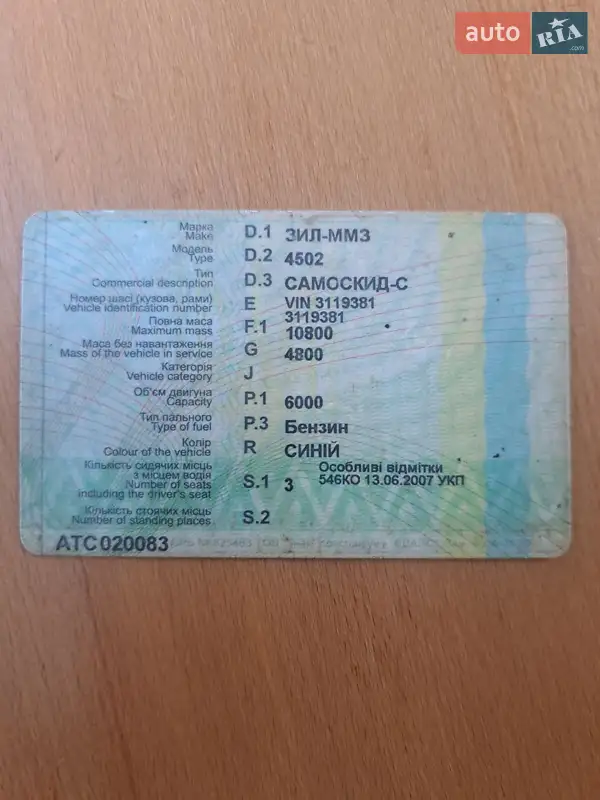 auto RIA .com
Марка D.1 ЗИЛ-ММЗ
Make
Модель D.2 4502
Type
Тип D.3 САМОСКИД-С
Commercial description
Номер шасі (кузова, рами) E VIN 3119381
Vehicle identification number 3119381
Повна маса F.1 10800
Maximum mass
Маса без навантаження G 4800
Mass of the vehicle in service
Категорія J
Vehicle category
Об'єм двигуна P.1 6000
Capacity
Тип пального P.3 Бензин
Type of fuel
Колір R СИНІЙ
Colour of the vehicle
Кількість сидячих місць Особливі відмітки
з місцем водія S.1 3 546КО 13.06.2007 УКП
Number of seats
including the driver's seat
Кількість стоячих місць S.2
Number of standing places
АТС020083